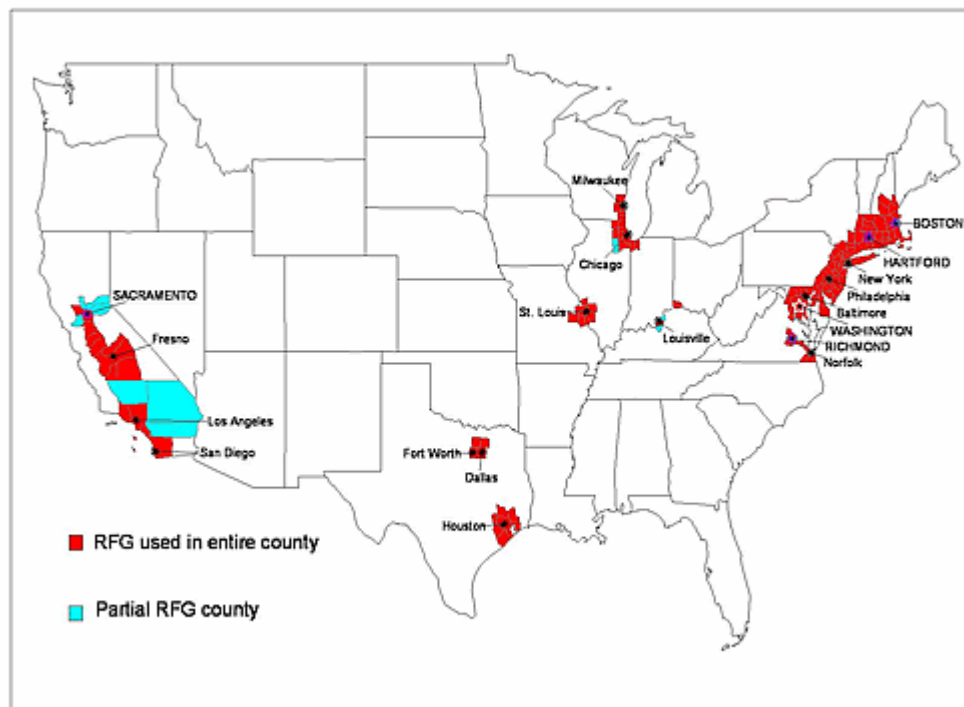 Milwaukee
BOSTON
HARTFORD
Chicago
New York
SACRAMENTO
Philadelphia
St. Louis
Baltimore
WASHINGTON
Louisville
Fresno
RICHMOND
Norfolk
Los Angeles
San Diego
Fort Worth
Dallas
Houston
RFG used in entire county
Partial RFG county